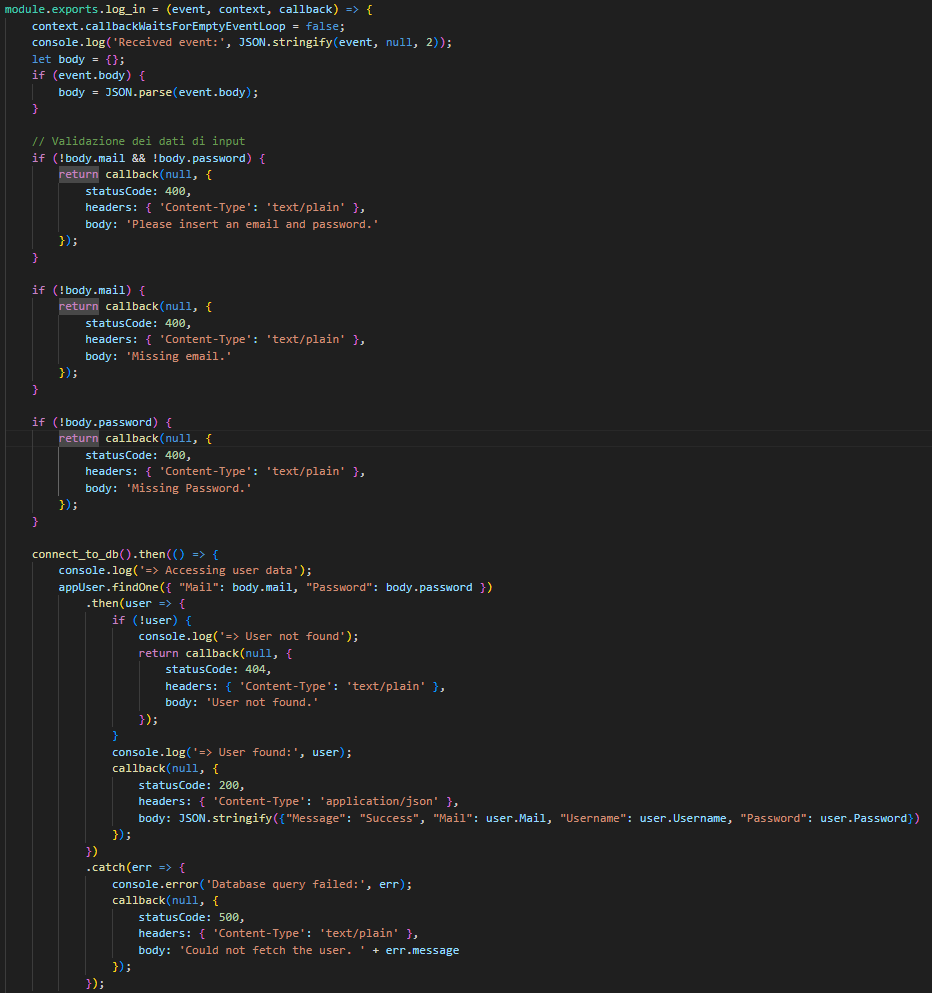 module.exports.log_in = (event, context, callback) => {
    context.callbackWaitsForEmptyEventLoop = false;
    console.log('Received event:', JSON.stringify(event, null, 2));
    let body = {};
    if (event.body) {
        body = JSON.parse(event.body);
    }

    // Validazione dei dati di input
    if (!body.mail && !body.password) {
        return callback(null, {
            statusCode: 400,
            headers: { 'Content-Type': 'text/plain' },
            body: 'Please insert an email and password.'
        });
    }

    if (!body.mail) {
        return callback(null, {
            statusCode: 400,
            headers: { 'Content-Type': 'text/plain' },
            body: 'Missing email.'
        });
    }

    if (!body.password) {
        return callback(null, {
            statusCode: 400,
            headers: { 'Content-Type': 'text/plain' },
            body: 'Missing Password.'
        });
    }

    connect_to_db().then(() => {
        console.log('=> Accessing user data');
        appUser.findOne({ "Mail": body.mail, "Password": body.password })
            .then(user => {
                if (!user) {
                    console.log('=> User not found');
                    return callback(null, {
                        statusCode: 404,
                        headers: { 'Content-Type': 'text/plain' },
                        body: 'User not found.'
                    });
                }
                console.log('=> User found:', user);
                callback(null, {
                    statusCode: 200,
                    headers: { 'Content-Type': 'application/json' },
                    body: JSON.stringify({"Message": "Success", "Mail": user.Mail, "Username": user.Username, "Password": user.Password})
                });
            })
            .catch(err => {
                console.error('Database query failed:', err);
                callback(null, {
                    statusCode: 500,
                    headers: { 'Content-Type': 'text/plain' },
                    body: 'Could not fetch the user. ' + err.message
                });
            });